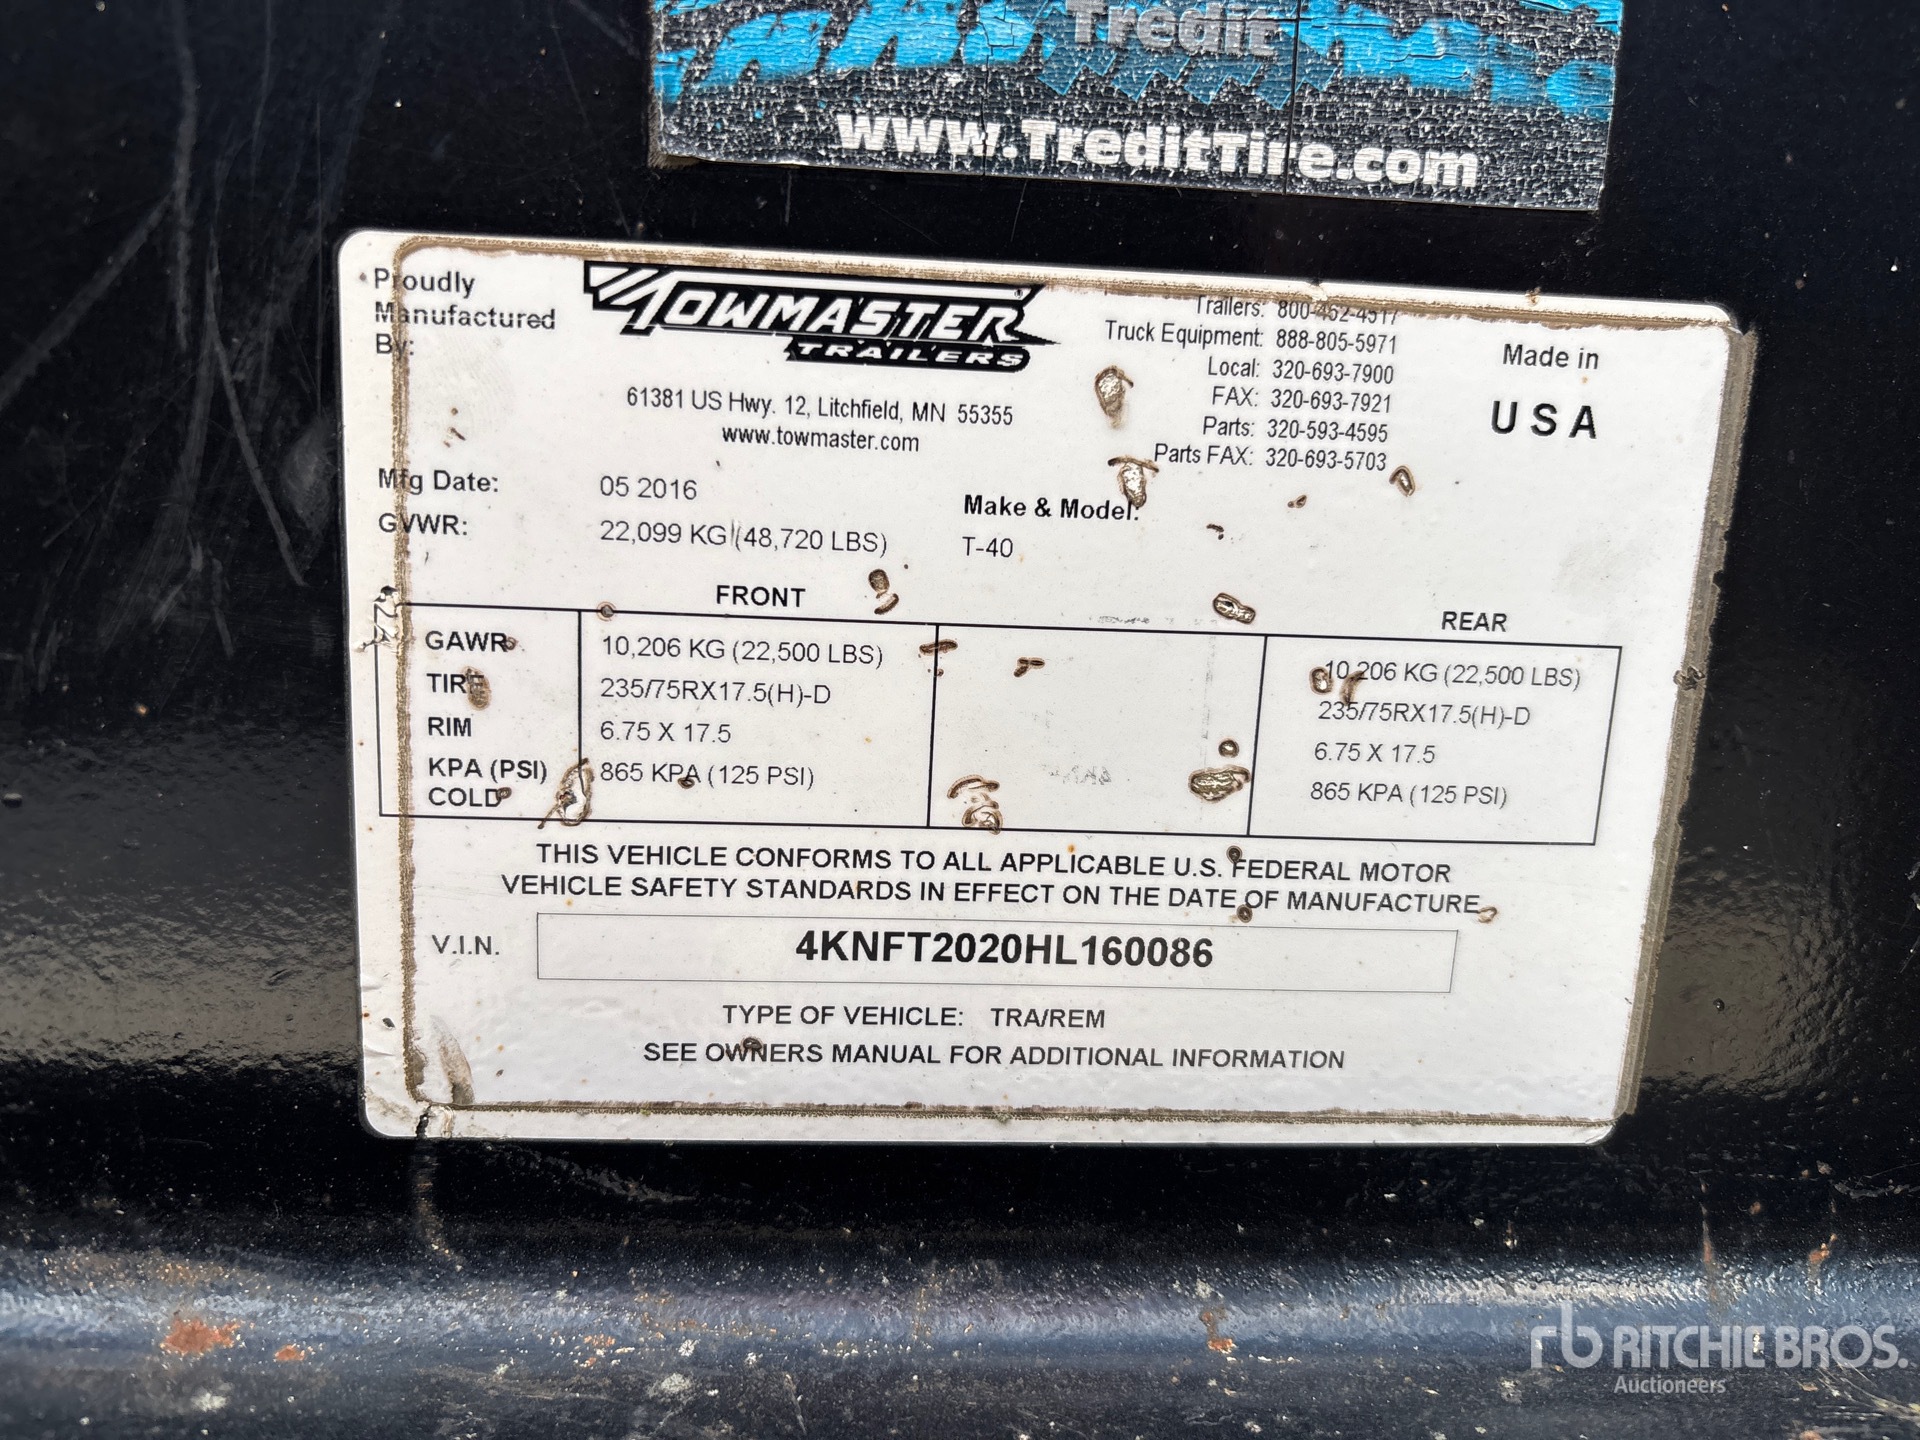 Tredit
www.TreditTire.com
Proudly
Manufactured
By:
TOWMASTER
TRAILERS
61381 US Hwy. 12, Litchfield, MN 55355
www.towmaster.com
Trailers: 800-452-4517
Truck Equipment: 888-805-5971
Local: 320-693-7900
FAX: 320-693-7921
Parts: 320-593-4595
Parts FAX: 320-693-5703
Made in
USA
Mfg Date: 05 2016
GVWR: 22,099 KG (48,720 LBS)
Make & Model:
T-40
FRONT REAR
GAWR 10,206 KG (22,500 LBS) 10,206 KG (22,500 LBS)
TIRE 235/75RX17.5(H)-D 235/75RX17.5(H)-D
RIM 6.75 X 17.5 6.75 X 17.5
KPA (PSI) 865 KPA (125 PSI) 865 KPA (125 PSI)
COLD
THIS VEHICLE CONFORMS TO ALL APPLICABLE U.S. FEDERAL MOTOR
VEHICLE SAFETY STANDARDS IN EFFECT ON THE DATE OF MANUFACTURE
V.I.N. 4KNFT2020HL160086
TYPE OF VEHICLE: TRA/REM
SEE OWNERS MANUAL FOR ADDITIONAL INFORMATION
rb RITCHIE BROS.
Auctioneers